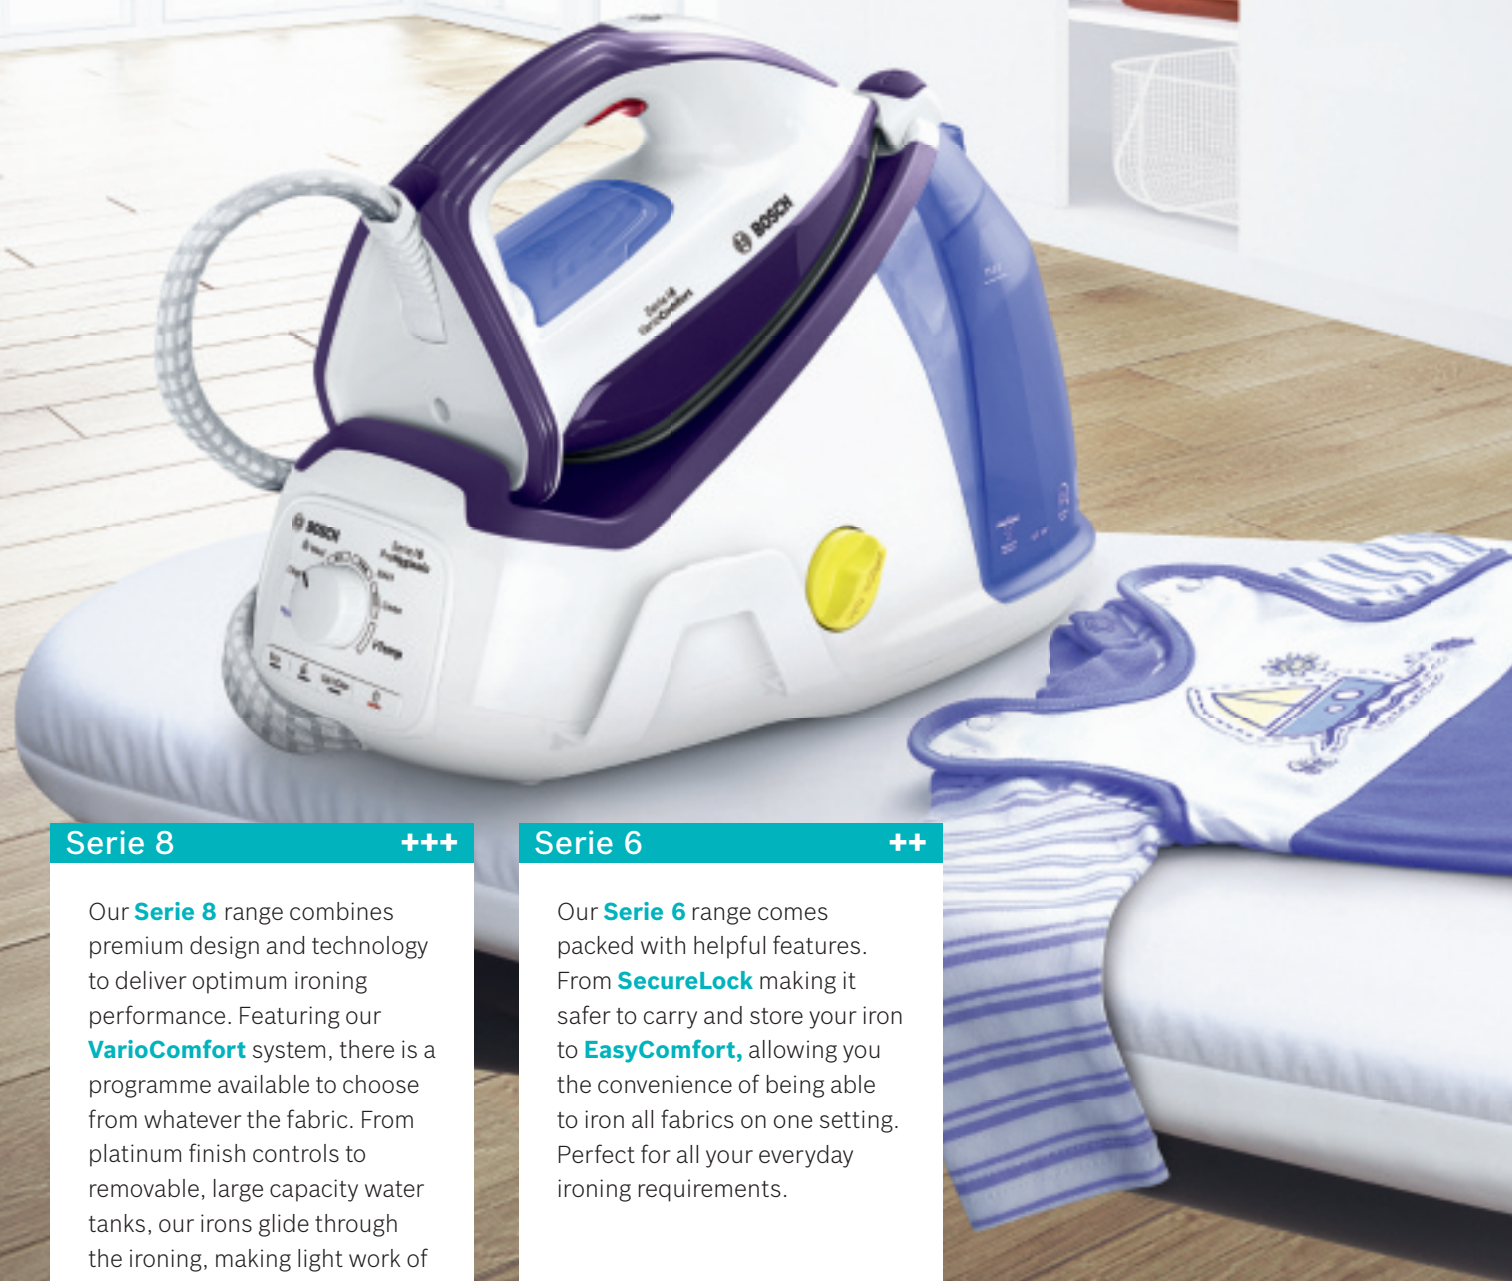 BOSCH
VarioComfort
BOSCH
Serie 8 +++
Our Serie 8 range combines
premium design and technology
to deliver optimum ironing
performance. Featuring our
VarioComfort system, there is a
programme available to choose
from whatever the fabric. From
platinum finish controls to
removable, large capacity water
tanks, our irons glide through
the ironing, making light work of
Serie 6 ++
Our Serie 6 range comes
packed with helpful features.
From SecureLock making it
safer to carry and store your iron
to EasyComfort, allowing you
the convenience of being able
to iron all fabrics on one setting.
Perfect for all your everyday
ironing requirements.